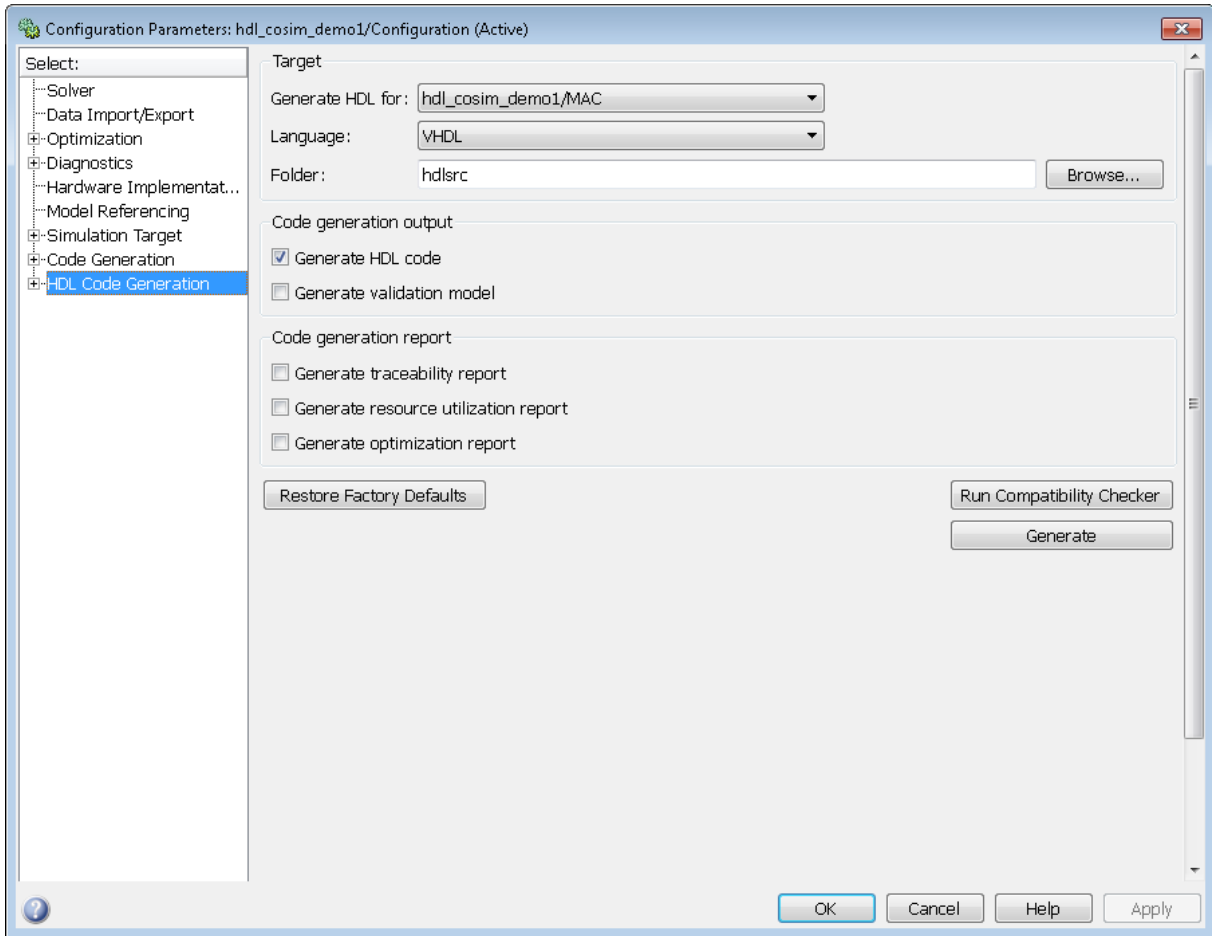 Configuration Parameters: hdl_cosim_demo1/Configuration (Active)
Select:
Solver
Data Import/Export
Optimization
Diagnostics
Hardware Implementat...
Model Referencing
Simulation Target
Code Generation
HDL Code Generation
Target
Generate HDL for: hdl_cosim_demo1/MAC
Language: VHDL
Folder: hdlsrc Browse...
Code generation output
Generate HDL code
Generate validation model
Code generation report
Generate traceability report
Generate resource utilization report
Generate optimization report
Restore Factory Defaults Run Compatibility Checker
Generate
OK Cancel Help Apply